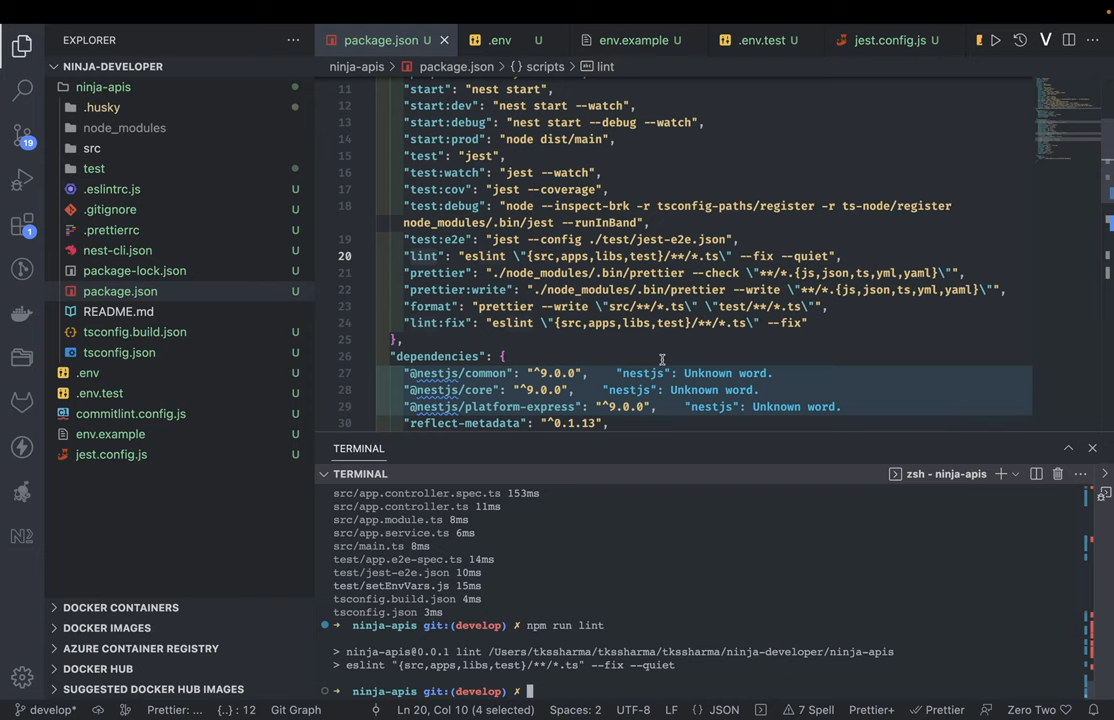 EXPLORER
NINJA-DEVELOPER
ninja-apis
.husky
node_modules
src
test
.eslintrc.js U
.gitignore U
.prettierrc U
nest-cli.json U
package-lock.json U
package.json U
README.md U
tsconfig.build.json U
tsconfig.json U
.env U
.env.test U
commitlint.config.js U
env.example U
jest.config.js U
19
1
DOCKER CONTAINERS
DOCKER IMAGES
AZURE CONTAINER REGISTRY
DOCKER HUB
SUGGESTED DOCKER HUB IMAGES
package.json U .env U env.example U .env.test U jest.config.js U
ninja-apis > package.json > {} scripts > lint
11 "start": "nest start",
12 "start:dev": "nest start --watch",
13 "start:debug": "nest start --debug --watch",
14 "start:prod": "node dist/main",
15 "test": "jest",
16 "test:watch": "jest --watch",
17 "test:cov": "jest --coverage",
18 "test:debug": "node --inspect-brk -r tsconfig-paths/register -r ts-node/register
node_modules/.bin/jest --runInBand",
19 "test:e2e": "jest --config ./test/jest-e2e.json",
20 "lint": "eslint \"{src,apps,libs,test}/**/*.ts\" --fix --quiet",
21 "prettier": "./node_modules/.bin/prettier --check \"**/*.{js,json,ts,yml,yaml}\"",
22 "prettier:write": "./node_modules/.bin/prettier --write \"**/*.{js,json,ts,yml,yaml}\"",
23 "format": "prettier --write \"src/**/*.ts\" \"test/**/*.ts\"",
24 "lint:fix": "eslint \"{src,apps,libs,test}/**/*.ts\" --fix"
25 },
26 "dependencies": {
27 "@nestjs/common": "^9.0.0", "nestjs": Unknown word.
28 "@nestjs/core": "^9.0.0", "nestjs": Unknown word.
29 "@nestjs/platform-express": "^9.0.0", "nestjs": Unknown word.
30 "reflect-metadata": "^0.1.13",
TERMINAL
TERMINAL zsh - ninja-apis
src/app.controller.spec.ts 153ms
src/app.controller.ts 11ms
src/app.module.ts 8ms
src/app.service.ts 6ms
src/main.ts 8ms
test/app.e2e-spec.ts 14ms
test/jest-e2e.json 10ms
test/setEnvVars.js 15ms
tsconfig.build.json 4ms
tsconfig.json 3ms
→ ninja-apis git:(develop) ✗ npm run lint
> ninja-apis@0.0.1 lint /Users/tkssharma/tkssharma/ninja-developer/ninja-apis
> eslint "{src,apps,libs,test}/**/*.ts" --fix --quiet
→ ninja-apis git:(develop) ✗
develop* Prettier: ... {..} : 12 Git Graph Ln 20, Col 10 (4 selected) Spaces: 2 UTF-8 LF {} JSON 7 Spell Prettier+ Prettier Zero Two